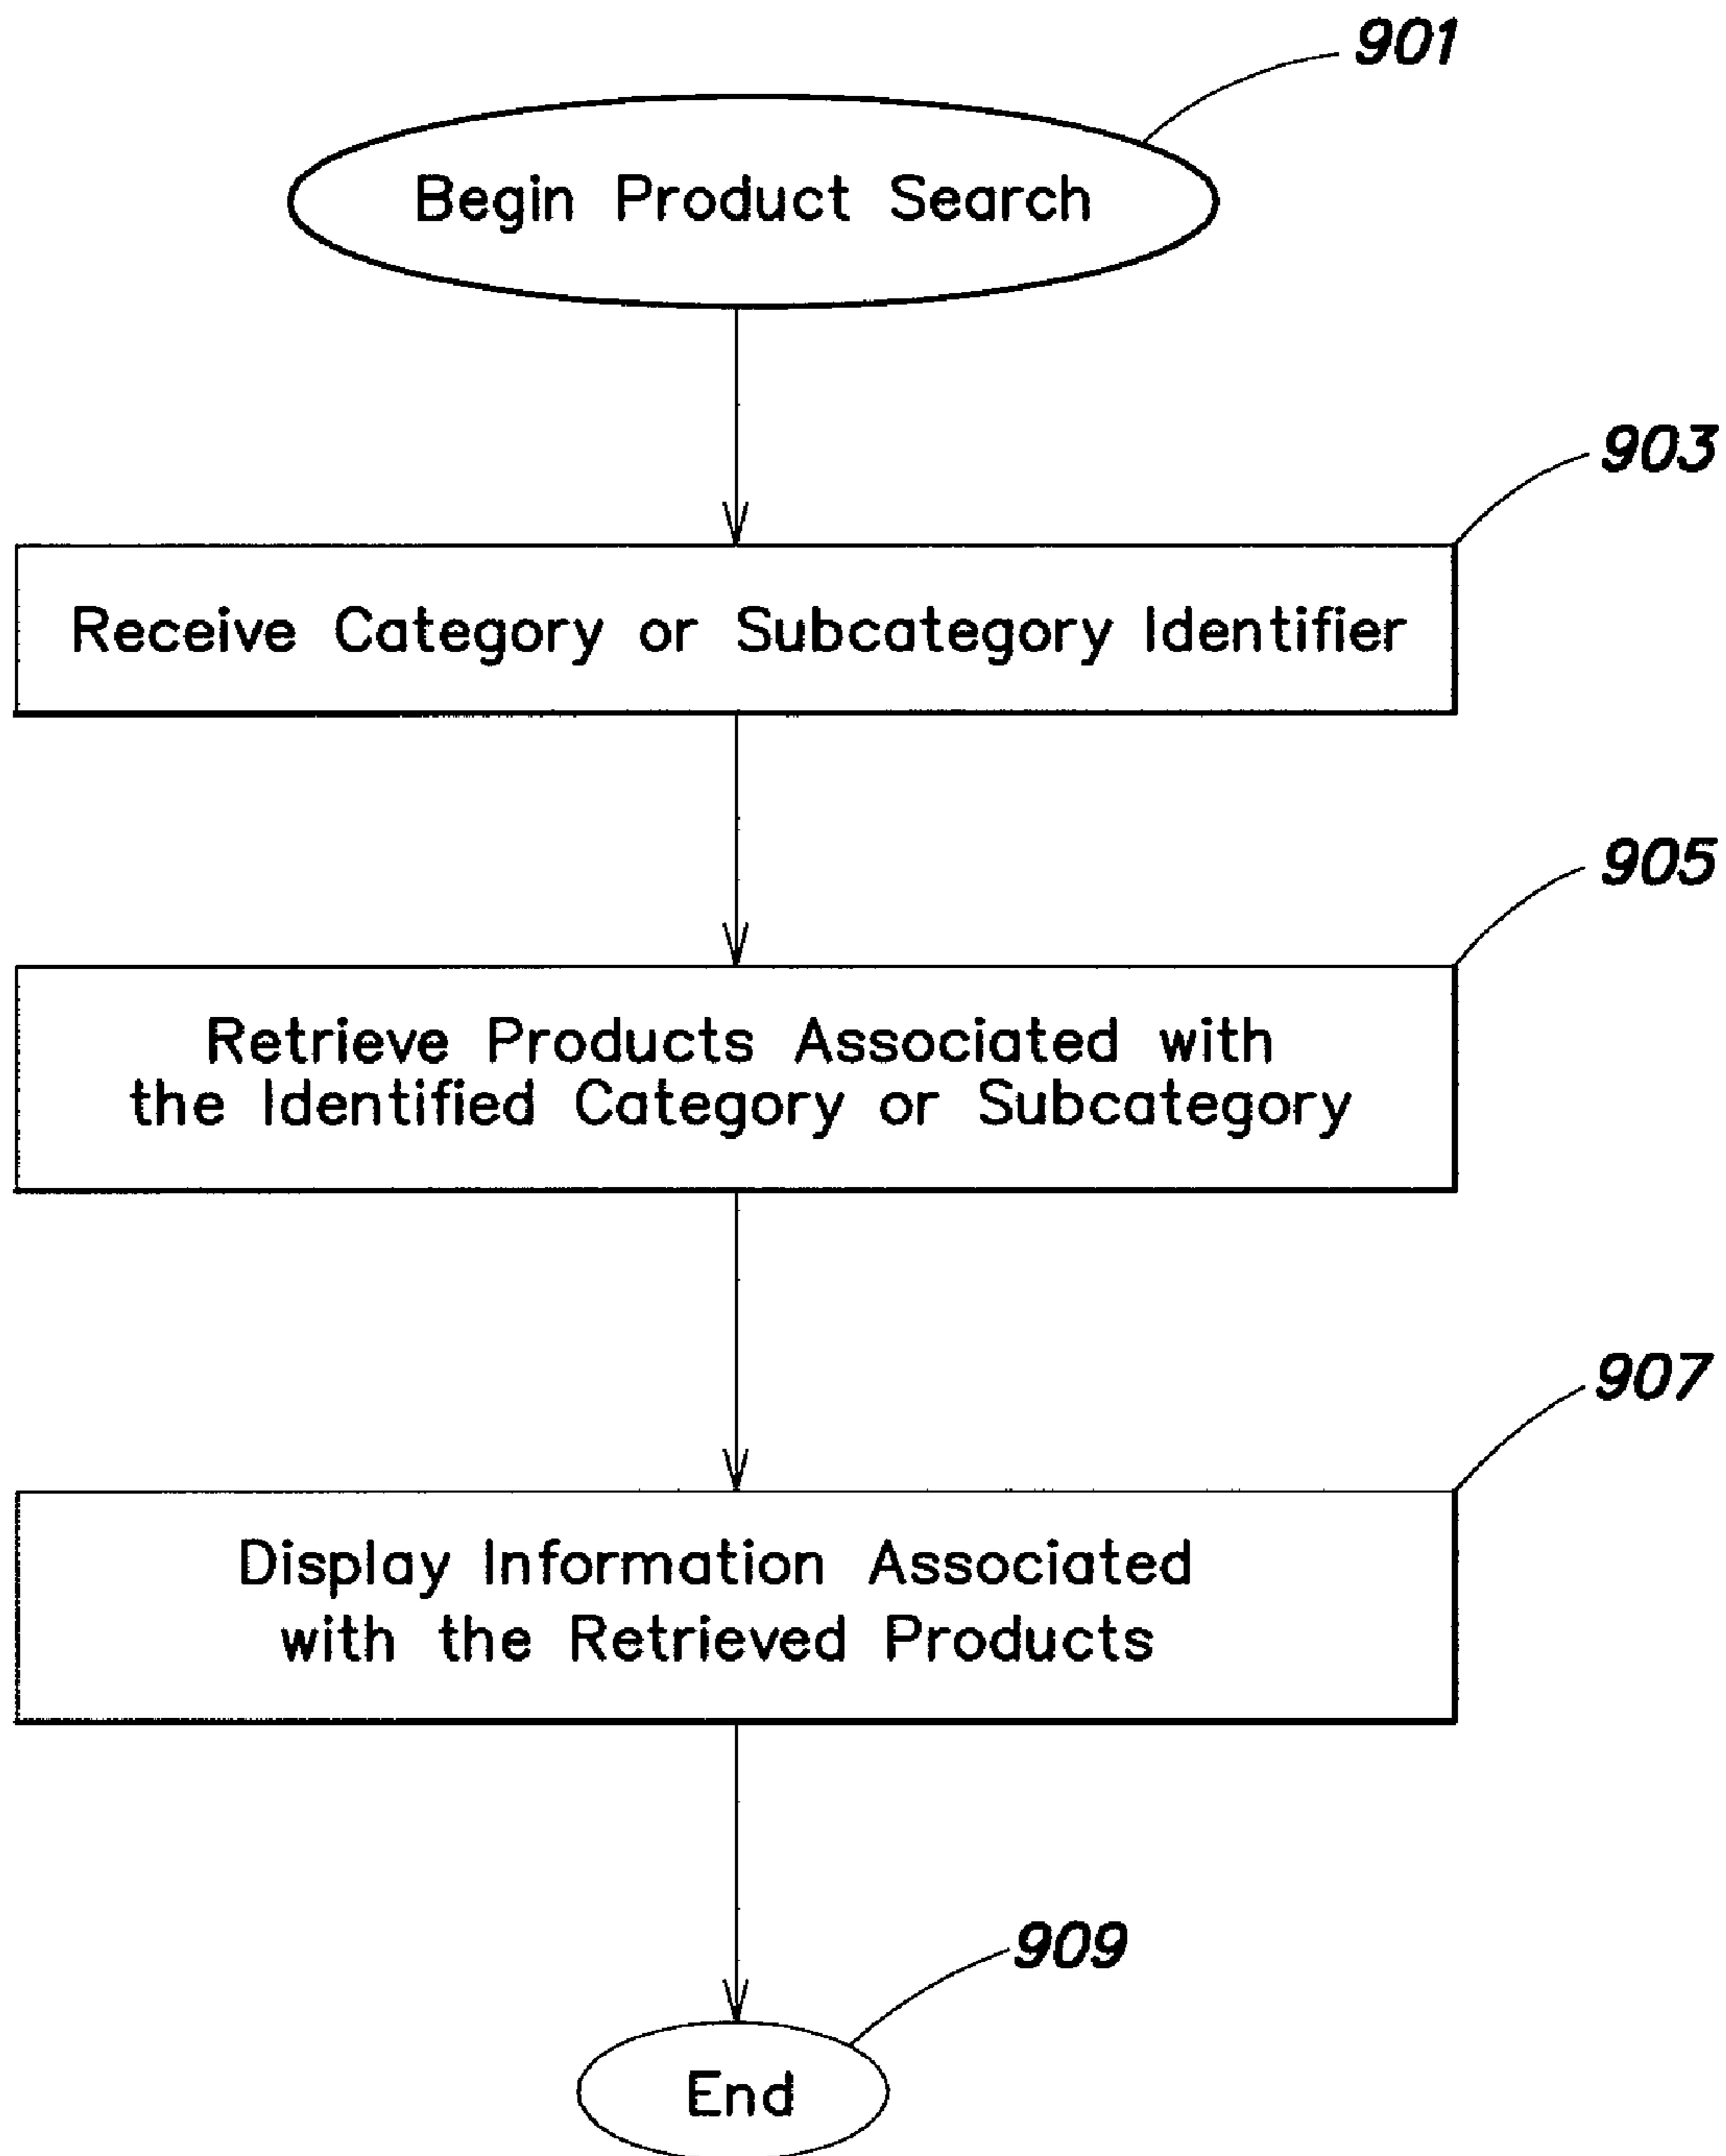 901
Begin Product Search
903
Receive Category or Subcategory Identifier
905
Retrieve Products Associated with
the Identified Category or Subcategory
907
Display Information Associated
with the Retrieved Products
909
End